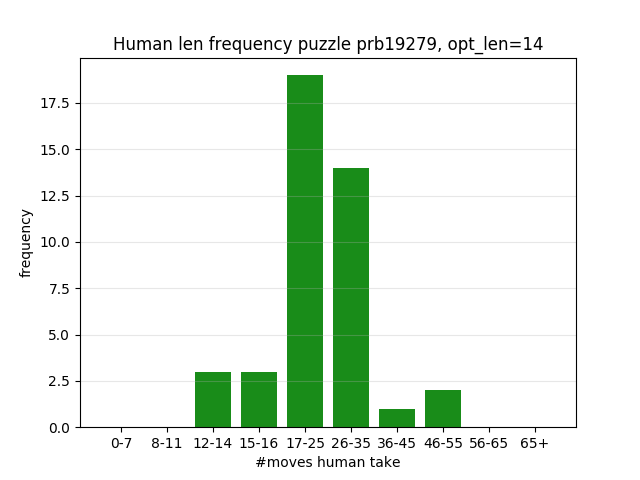 Human len frequency puzzle prb19279, opt_len=14
17.5
15.0
12.5
10.0
7.5
5.0
2.5
0.0
frequency
0-7 8-11 12-14 15-16 17-25 26-35 36-45 46-55 56-65 65+
#moves human take